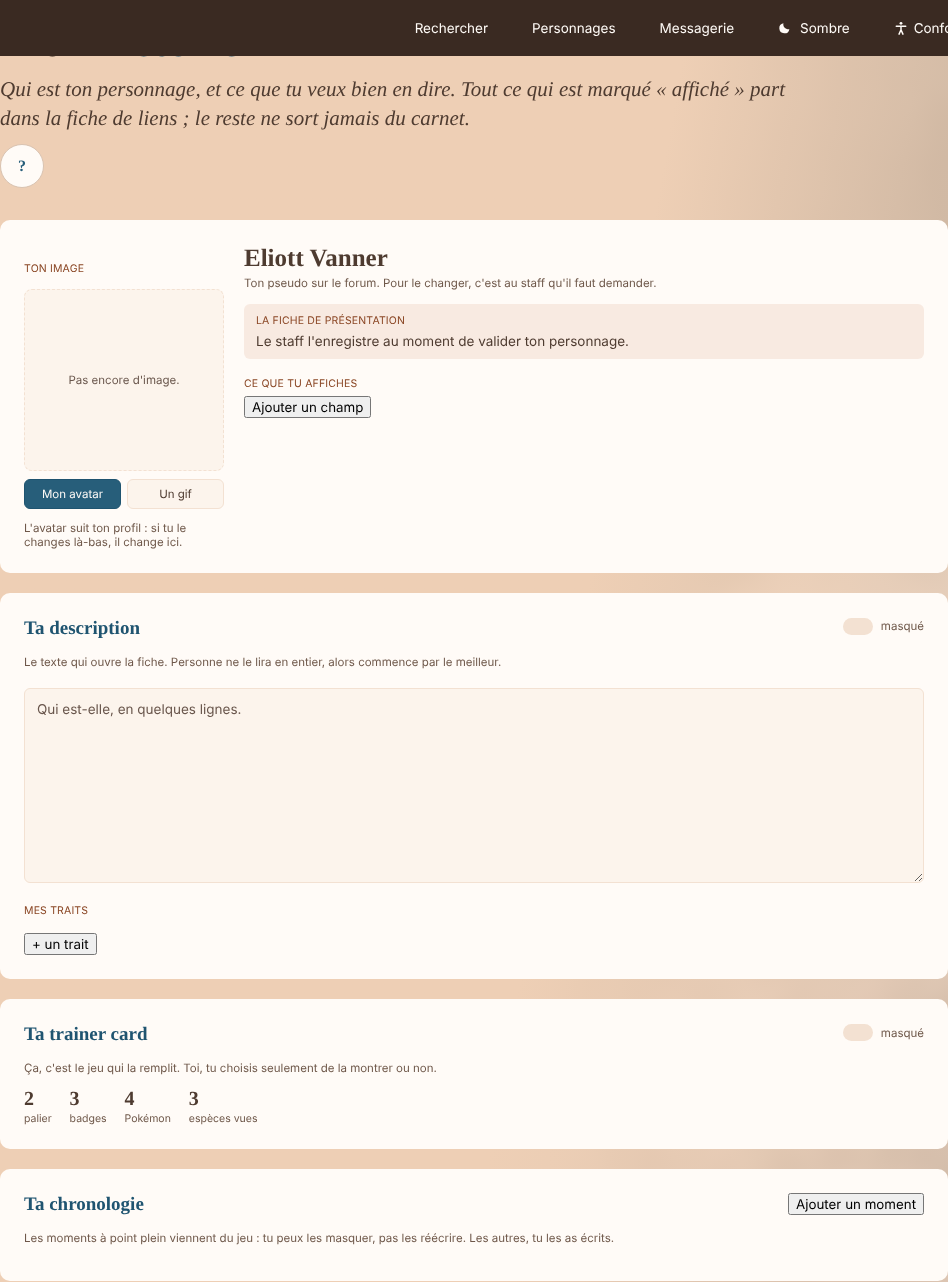 Rechercher
Personnages
Messagerie
Sombre
Qui est ton personnage, et ce que tu veux bien en dire. Tout ce qui est marqué « affiché » part
dans la fiche de liens ; le reste ne sort jamais du carnet.
?
TON IMAGE
Pas encore d'image.
Mon avatar
Un gif
L'avatar suit ton profil : si tu le
changes là-bas, il change ici.
Eliott Vanner
Ton pseudo sur le forum. Pour le changer, c'est au staff qu'il faut demander.
LA FICHE DE PRÉSENTATION
Le staff l'enregistre au moment de valider ton personnage.
CE QUE TU AFFICHES
Ajouter un champ
Ta description
masqué
Le texte qui ouvre la fiche. Personne ne le lira en entier, alors commence par le meilleur.
Qui est-elle, en quelques lignes.
MES TRAITS
+ un trait
Ta trainer card
masqué
Ça, c'est le jeu qui la remplit. Toi, tu choisis seulement de la montrer ou non.
2
palier
3
badges
4
Pokémon
3
espèces vues
Ta chronologie
Ajouter un moment
Les moments à point plein viennent du jeu : tu peux les masquer, pas les réécrire. Les autres, tu les as écrits.